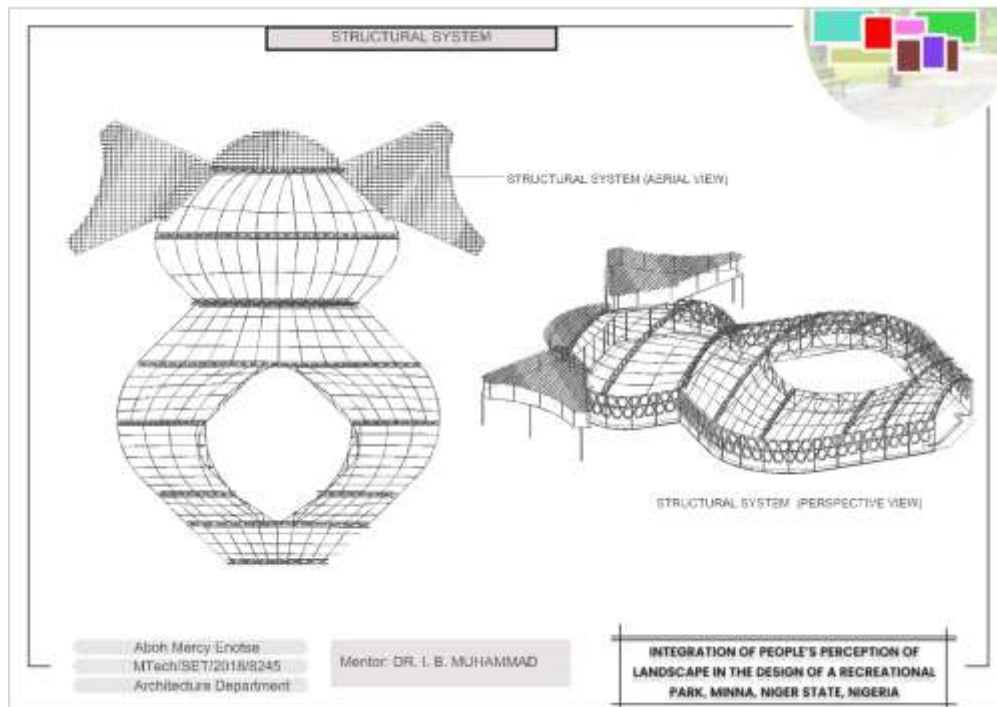 STRUCTURAL SYSTEM
STRUCTURAL SYSTEM (AERIAL VIEW)
STRUCTURAL SYSTEM (PERSPECTIVE VIEW)
Aboh Mercy Enotse
MTech/SET/2018/8245
Architecture Department
Mentor: DR. I. B. MUHAMMAD
INTEGRATION OF PEOPLE'S PERCEPTION OF
LANDSCAPE IN THE DESIGN OF A RECREATIONAL
PARK, MINNA, NIGER STATE, NIGERIA